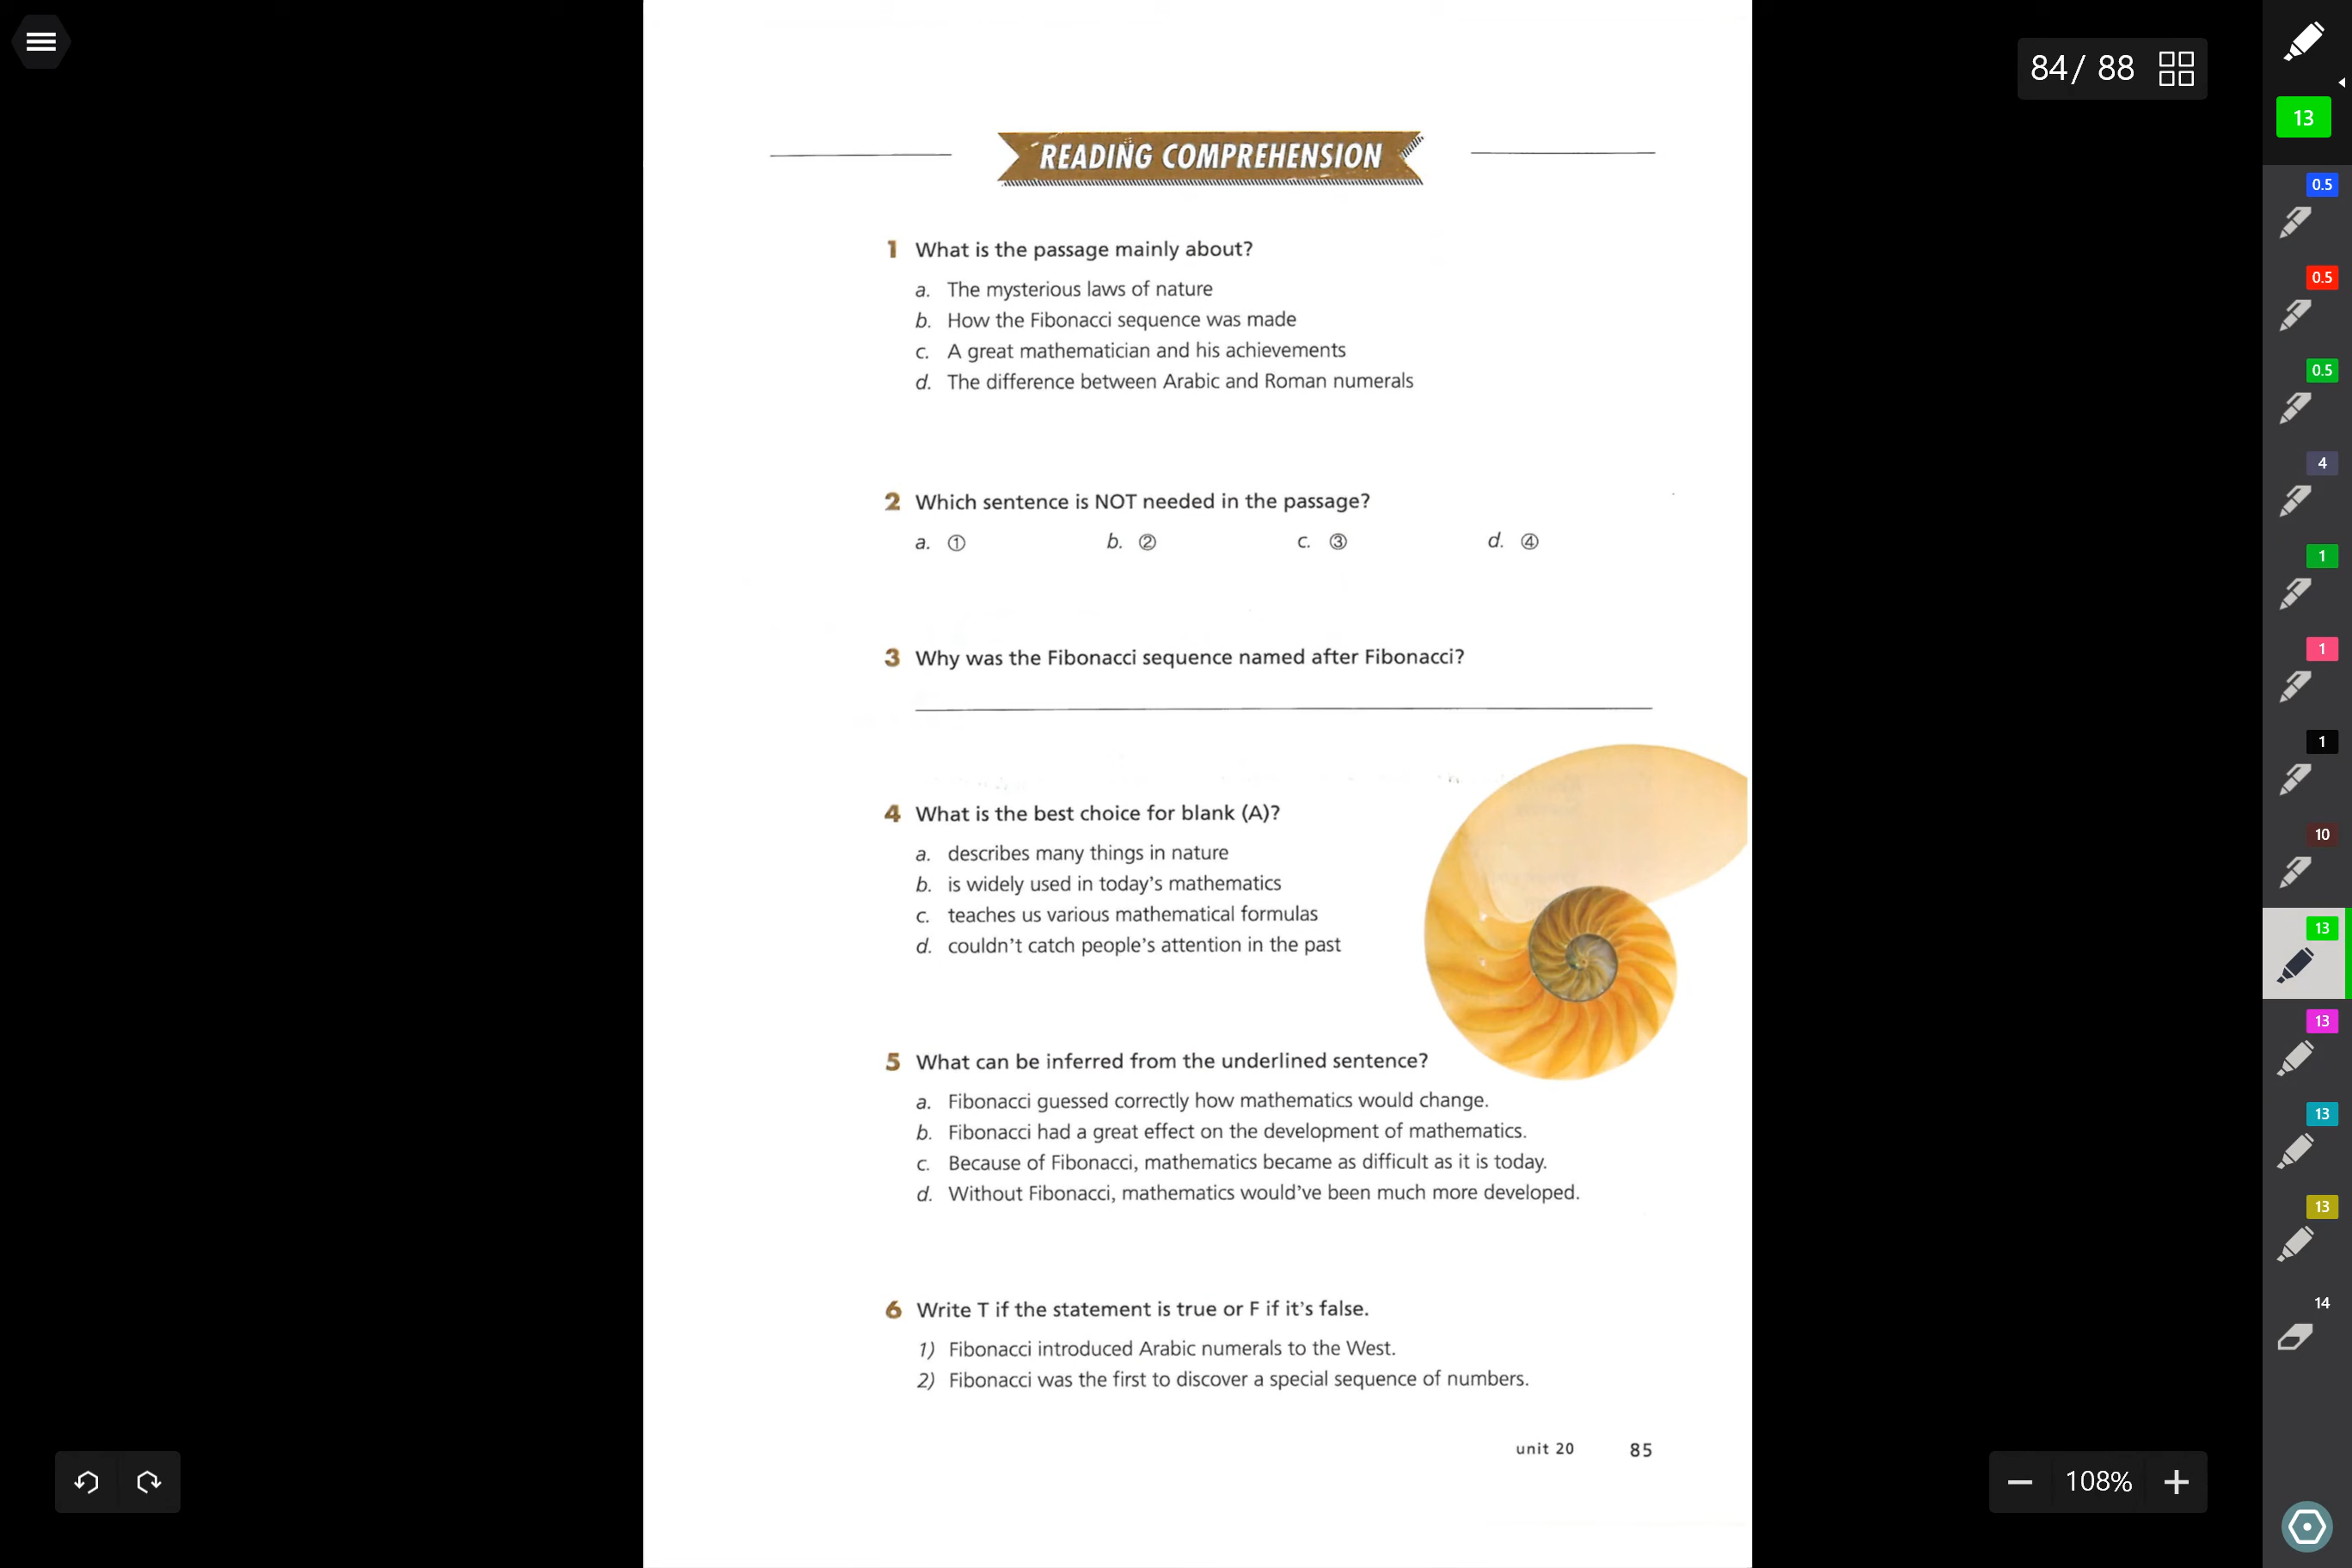 84/ 88
13
READING COMPREHENSION
1 What is the passage mainly about?
a. The mysterious laws of nature
b. How the Fibonacci sequence was made
c. A great mathematician and his achievements
d. The difference between Arabic and Roman numerals
2 Which sentence is NOT needed in the passage?
a. ① b. ② c. ③ d. ④
3 Why was the Fibonacci sequence named after Fibonacci?
4 What is the best choice for blank (A)?
a. describes many things in nature
b. is widely used in today's mathematics
c. teaches us various mathematical formulas
d. couldn't catch people's attention in the past
5 What can be inferred from the underlined sentence?
a. Fibonacci guessed correctly how mathematics would change.
b. Fibonacci had a great effect on the development of mathematics.
c. Because of Fibonacci, mathematics became as difficult as it is today.
d. Without Fibonacci, mathematics would've been much more developed.
6 Write T if the statement is true or F if it's false.
1) Fibonacci introduced Arabic numerals to the West.
2) Fibonacci was the first to discover a special sequence of numbers.
unit 20 85
108%
0.5
0.5
0.5
4
1
1
1
10
13
13
13
13
14